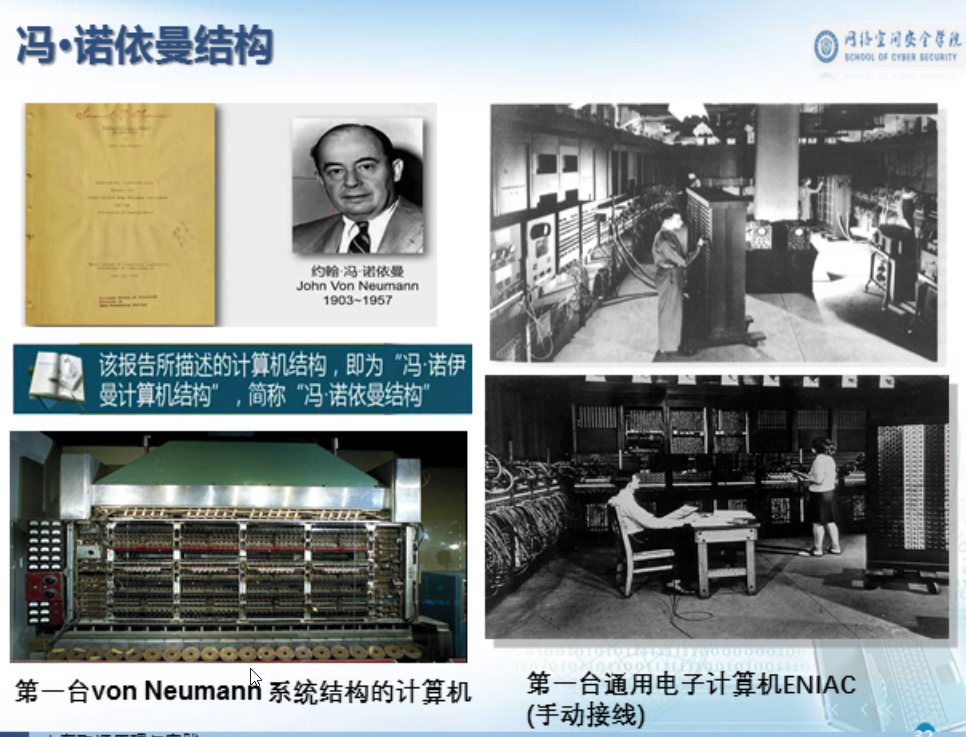 冯·诺依曼结构
网络空间安全学院
SCHOOL OF CYBER SECURITY
约翰·冯·诺依曼
John Von Neumann
1903~1957
该报告所描述的计算机结构，即为“冯·诺伊
曼计算机结构”，简称“冯·诺依曼结构”
第一台von Neumann 系统结构的计算机
第一台通用电子计算机ENIAC
(手动接线)